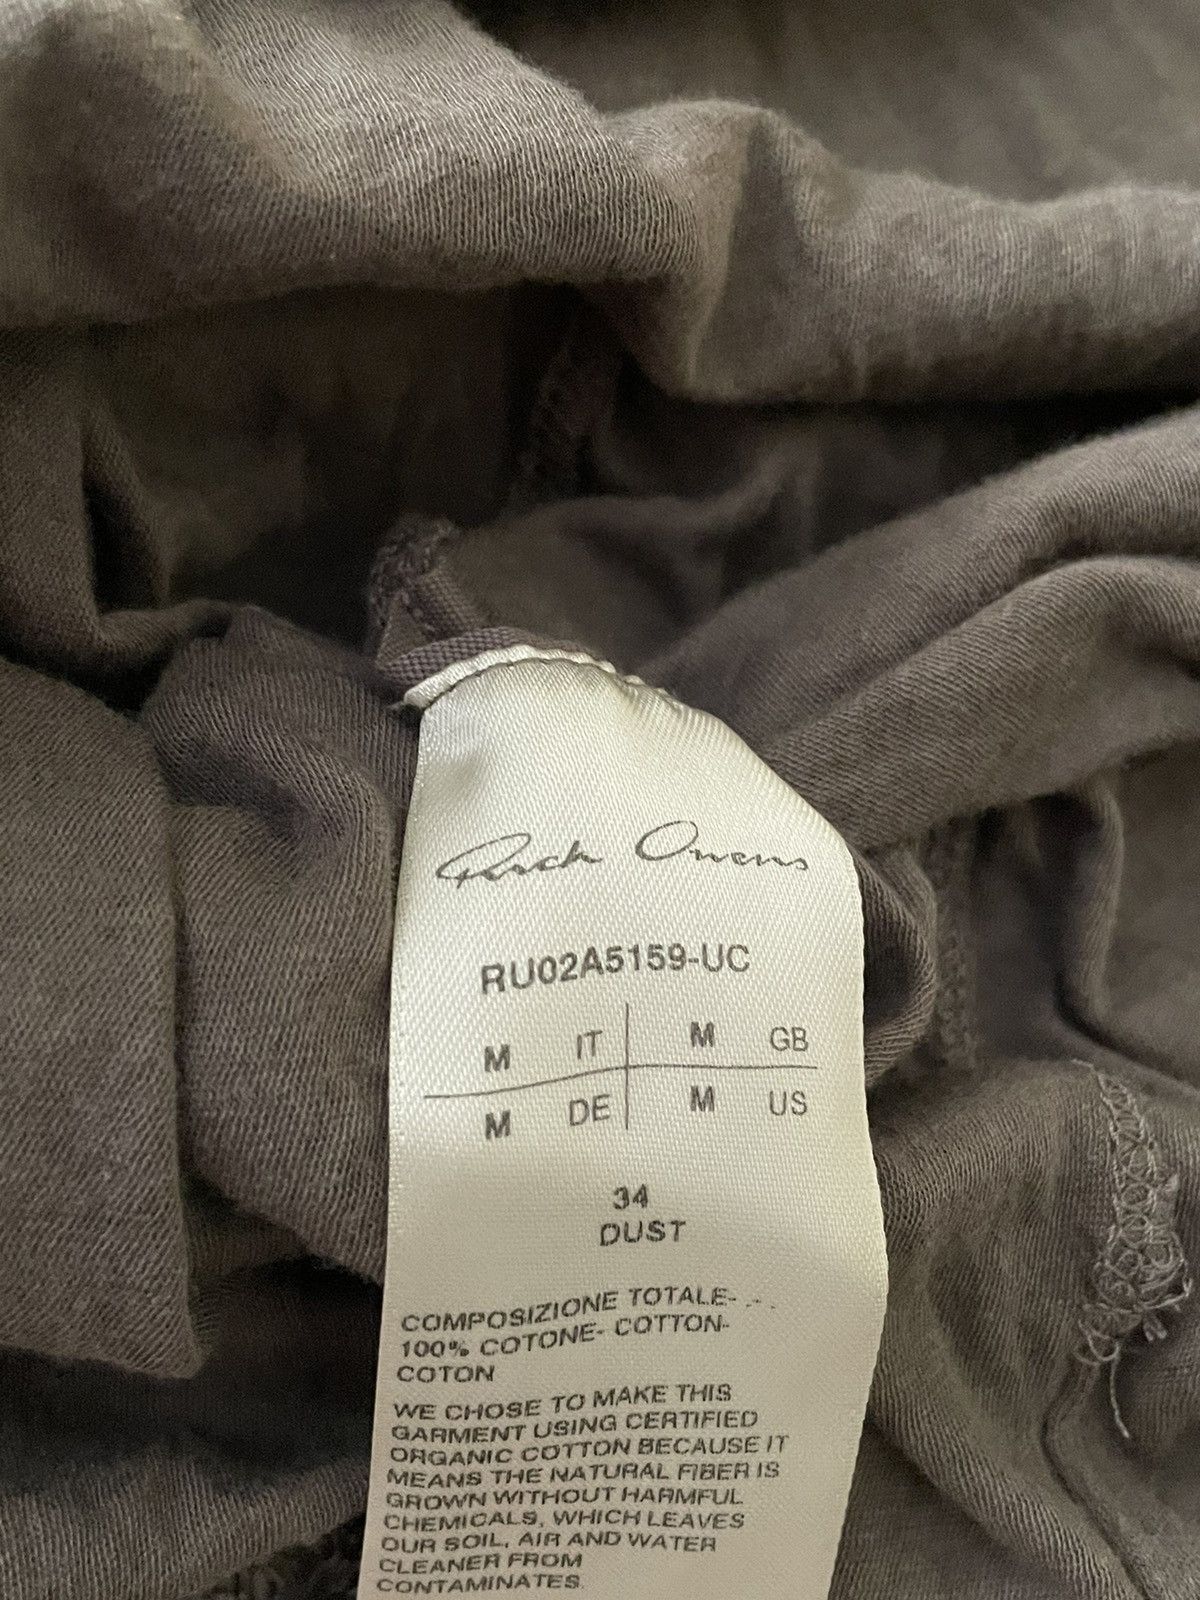 Rick Owens
RU02A5159-UC
M IT M GB
M DE M US
34
DUST
COMPOSIZIONE TOTALE-
100% COTONE- COTTON-
COTON
WE CHOSE TO MAKE THIS
GARMENT USING CERTIFIED
ORGANIC COTTON BECAUSE IT
MEANS THE NATURAL FIBER IS
GROWN WITHOUT HARMFUL
CHEMICALS, WHICH LEAVES
OUR SOIL, AIR AND WATER
CLEANER FROM
CONTAMINATES.